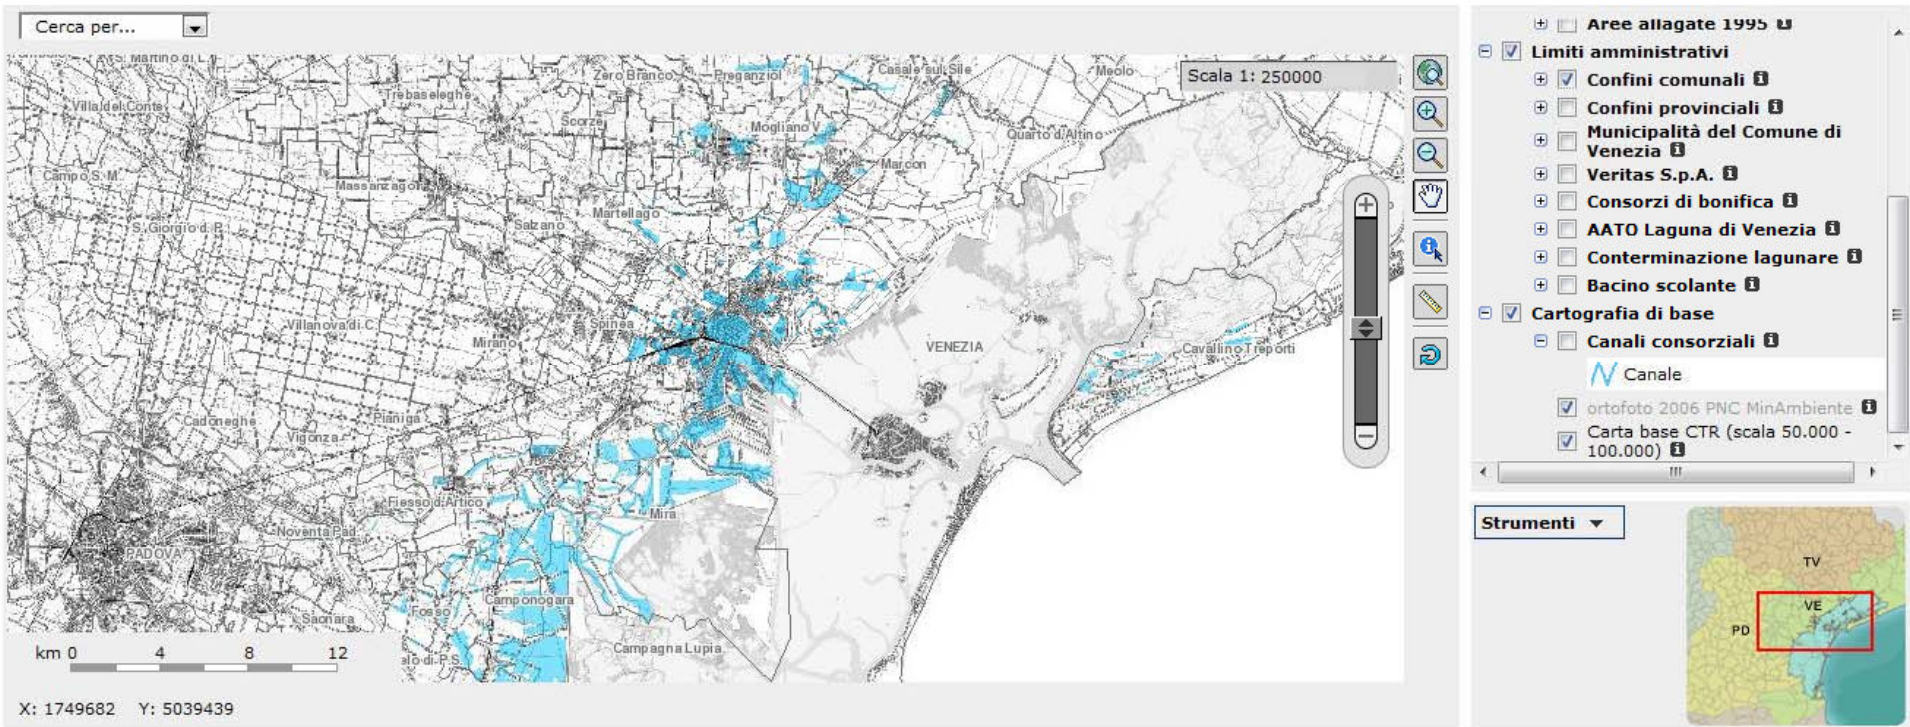 Cerca per...
Scala 1: 250000
S. Martino di L.
Zero Branco
Preganziol
Casale sul Sile
Meolo
Villa del Conte
Trebaseleghe
Scorzè
Mogliano V.
Quarto d'Altino
Marcon
Campo S. M.
Massanzago
Martellago
Salzano
S. Giorgio d. P.
Villanova di C.
Spinea
Mirano
VENEZIA
Cavallino Treporti
Cadoneghe
Pianiga
Vigonza
Fiesso d'Artico
Mira
Noventa Pad.
PADOVA
Camponogara
Fosso
Saonara
Campagna Lupia
km 0 4 8 12
X: 1749682 Y: 5039439
Aree allagate 1995
Limiti amministrativi
Confini comunali
Confini provinciali
Municipalità del Comune di
Venezia
Veritas S.p.A.
Consorzi di bonifica
AATO Laguna di Venezia
Conterminazione lagunare
Bacino scolante
Cartografia di base
Canali consorziali
Canale
ortofoto 2006 PNC MinAmbiente
Carta base CTR (scala 50.000 -
100.000)
Strumenti
TV
VE
PD